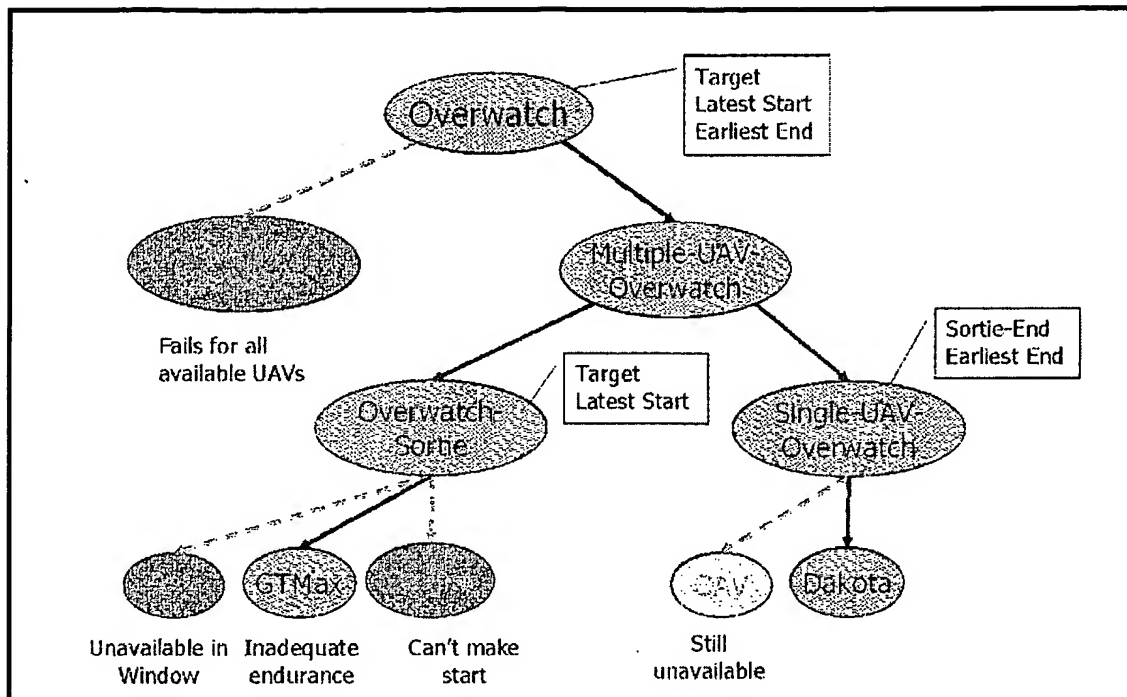 Overwatch
Target
Latest Start
Earliest End
Multiple-UAV-
Overwatch
Fails for all
available UAVs
Sortie-End
Earliest End
Target
Latest Start
Overwatch-
Sortie
Single-UAV-
Overwatch
GTMax
OAV
Dakota
Unavailable in
Window
Inadequate
endurance
Can't make
start
Still
unavailable